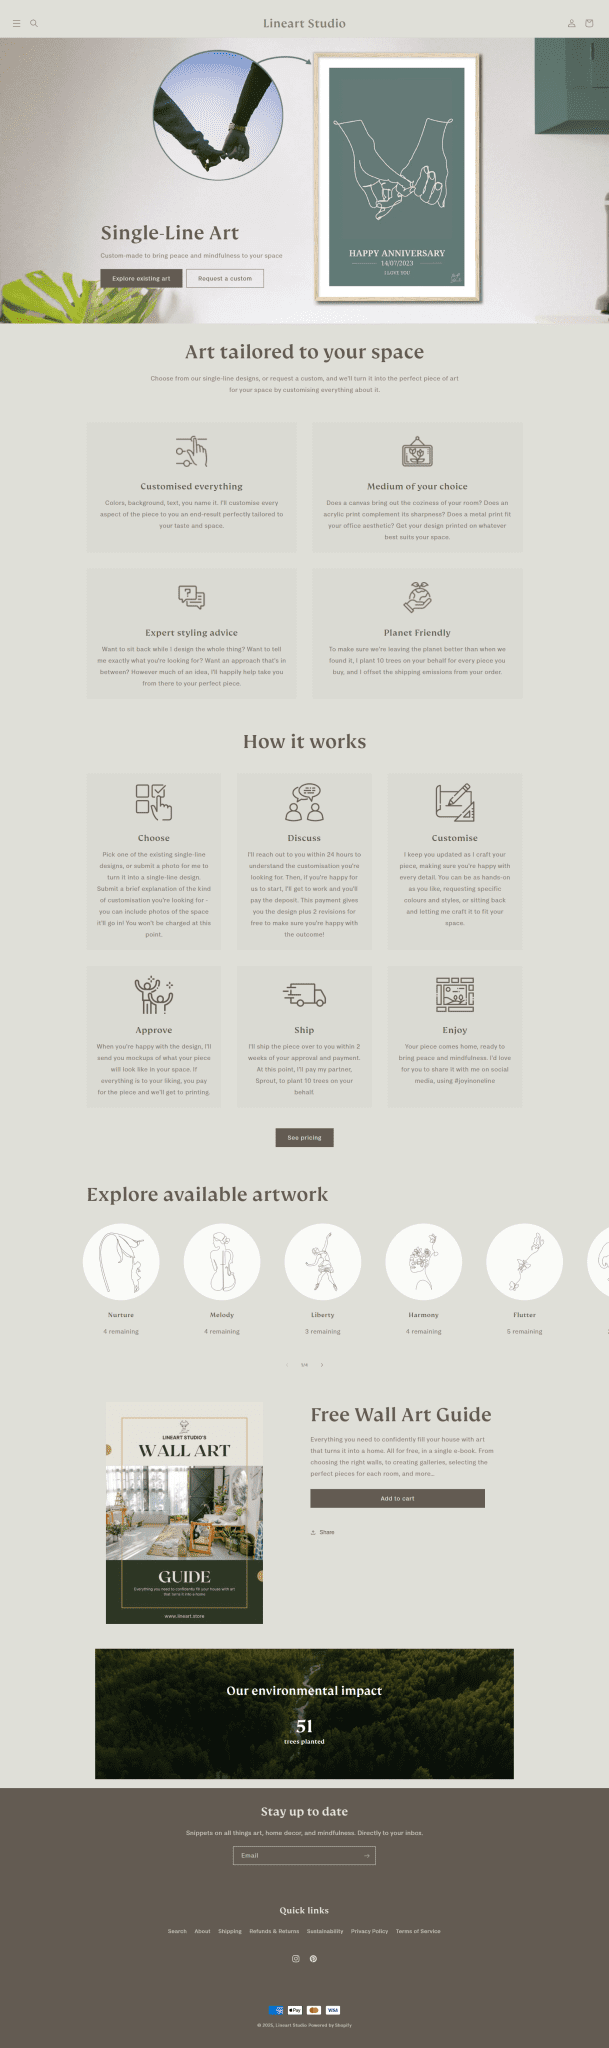 Lineart Studio
HAPPY ANNIVERSARY
14/07/2023
I LOVE YOU
Single-Line Art
Custom-made to bring peace and mindfulness to your space
Explore existing art
Request a custom
Art tailored to your space
Choose from our single-line designs, or request a custom, and we'll turn it into the perfect piece of art
for your space by customising everything about it.
Customised everything
Colors, background, text, you name it. I'll customise every
aspect of the piece to you an end-result perfectly tailored to
your taste and space.
Medium of your choice
Does a canvas bring out the coziness of your room? Does an
acrylic print complement its sharpness? Does a metal print fit
your office aesthetic? Get your design printed on whatever
best suits your space.
Expert styling advice
Want to sit back while I design the whole thing? Want to tell
me exactly what you're looking for? Want an approach that's in
between? However much of an idea, I'll happily help take you
from there to your perfect piece.
Planet Friendly
To make sure we're leaving the planet better than when we
found it, I plant 10 trees on your behalf for every piece you
buy, and I offset the shipping emissions from your order.
How it works
Choose
Pick one of the existing single-line
designs, or submit a photo for me to
turn it into a single-line design.
Submit a brief explanation of the kind
of customisation you're looking for -
you can include photos of the space
it'll go in! You won't be charged at this
point.
Discuss
I'll reach out to you within 24 hours to
understand the customisation you're
looking for. Then, if you're happy for
us to start, I'll get to work and you'll
pay the deposit. This payment gives
you the design plus 2 revisions for
free to make sure you're happy with
the outcome!
Customise
I keep you updated as I craft your
piece, making sure you're happy with
every detail. You can be as hands-on
as you like, requesting specific
colours and styles, or sitting back
and letting me craft it to fit your
space.
Approve
When you're happy with the design, I'll
send you mockups of what your piece
will look like in your space. If
everything is to your liking, you pay
for the piece and we'll get to printing.
Ship
I'll ship the piece over to you within 2
weeks of your approval and payment.
At this point, I'll pay my partner,
Sprout, to plant 10 trees on your
behalf.
Enjoy
Your piece comes home, ready to
bring peace and mindfulness. I'd love
for you to share it with me on social
media, using #joyinoneline
See pricing
Explore available artwork
Nurture
4 remaining
Melody
4 remaining
Liberty
3 remaining
Harmony
4 remaining
Flutter
5 remaining
LINEART STUDIO'S
WALL ART
GUIDE
Everything you need to confidently fill your house with art
that turns it into a home.
www.lineart.store
Free Wall Art Guide
Everything you need to confidently fill your house with art
that turns it into a home. All for free, in a single e-book. From
choosing the right walls, to creating galleries, selecting the
perfect pieces for each room, and more...
Add to cart
Share
Our environmental impact
51
trees planted
Stay up to date
Snippets on all things art, home decor, and mindfulness. Directly to your inbox.
Email
Quick links
Search About Shipping Refunds & Returns Sustainability Privacy Policy Terms of Service
Pay
VISA
© 2025, Lineart Studio Powered by Shopify